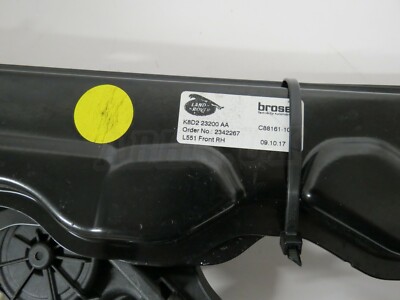 LAND ROVER
K8D2 23200 AA
Order No.: 2342267
L551 Front RH
brose
C88161-10
09.10.17